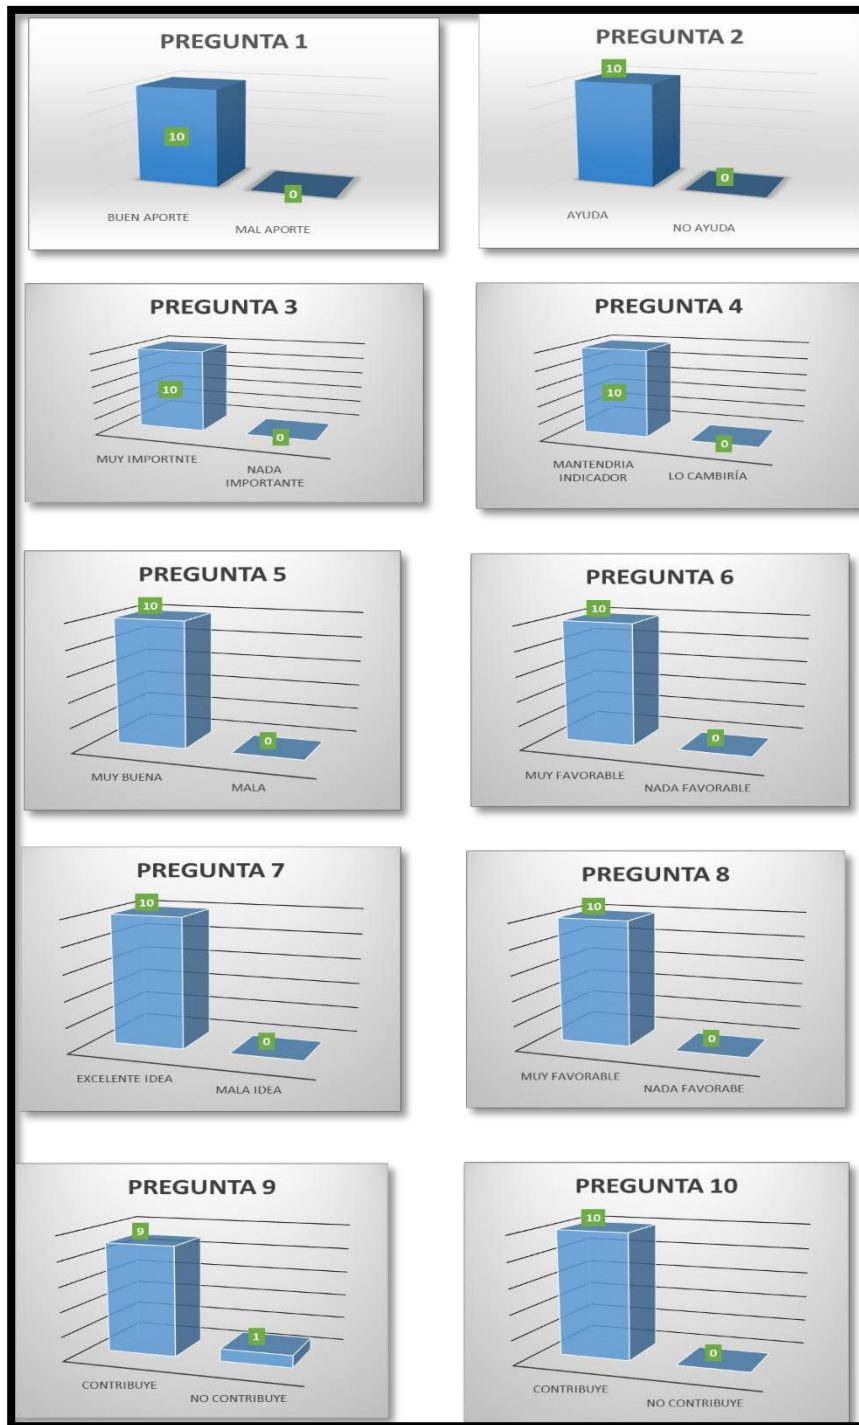 PREGUNTA 1
10
0
BUEN APORTE
MAL APORTE
PREGUNTA 2
10
0
AYUDA
NO AYUDA
PREGUNTA 3
10
0
MUY IMPORTNTE
NADA
IMPORTANTE
PREGUNTA 4
10
0
MANTENDRIA
INDICADOR
LO CAMBIRÍA
PREGUNTA 5
10
0
MUY BUENA
MALA
PREGUNTA 6
10
0
MUY FAVORABLE
NADA FAVORABLE
PREGUNTA 7
10
0
EXCELENTE IDEA
MALA IDEA
PREGUNTA 8
10
0
MUY FAVORABLE
NADA FAVORABE
PREGUNTA 9
9
1
CONTRIBUYE
NO CONTRIBUYE
PREGUNTA 10
10
0
CONTRIBUYE
NO CONTRIBUYE